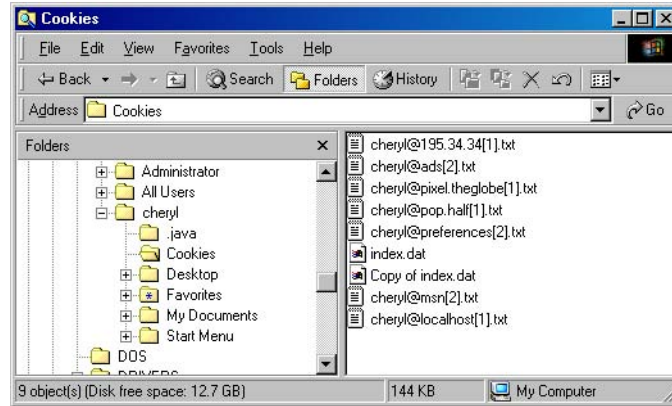 Cookies
File Edit View Favorites Tools Help
Back Search Folders History
Address Cookies Go
Folders
Administrator
All Users
cheryl
.java
Cookies
Desktop
Favorites
My Documents
Start Menu
DOS
DRIVERS
cheryl@195.34.34[1].txt
cheryl@ads[2].txt
cheryl@pixel.theglobe[1].txt
cheryl@pop.half[1].txt
cheryl@preferences[2].txt
index.dat
Copy of index.dat
cheryl@msn[2].txt
cheryl@localhost[1].txt
9 object(s) (Disk free space: 12.7 GB) 144 KB My Computer